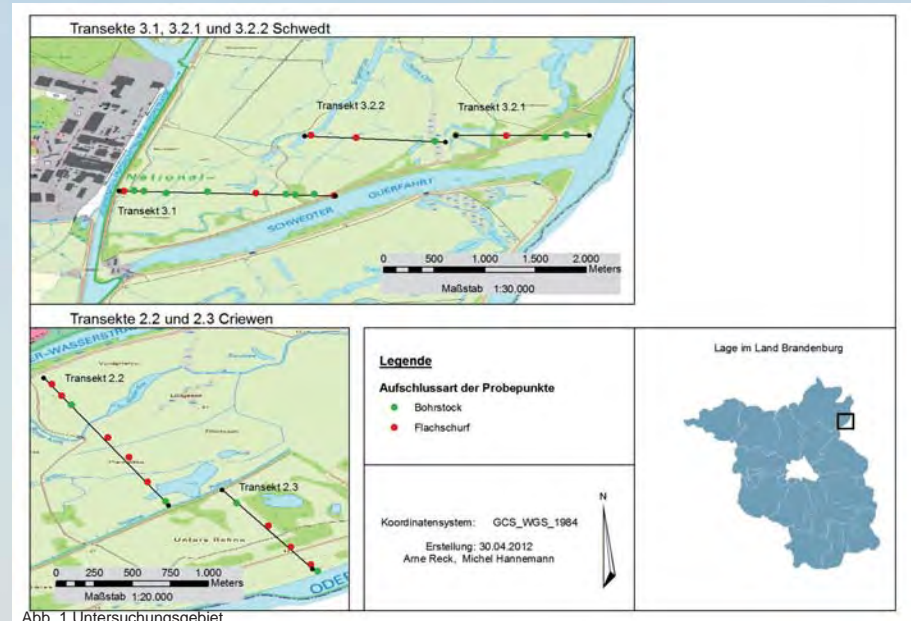 Transekte 3.1, 3.2.1 und 3.2.2 Schwedt
Transekt 3.2.2
Transekt 3.2.1
National-
Transekt 3.1
SCHWEDTER QUERFAHRT
0 500 1.000 1.500 2.000
Meters
Maßstab 1:30.000
Transekte 2.2 und 2.3 Criewen
ER-WASSERSTRA
Transekt 2.2
Transekt 2.3
ODER
0 250 500 750 1.000
Meters
Maßstab 1:20.000
Legende
Aufschlussart der Probepunkte
Bohrstock
Flachschurf
Koordinatensystem: GCS_WGS_1984
Erstellung: 30.04.2012
Arne Reck, Michel Hannemann
N
Lage im Land Brandenburg
Abb. 1 Untersuchungsgebiet